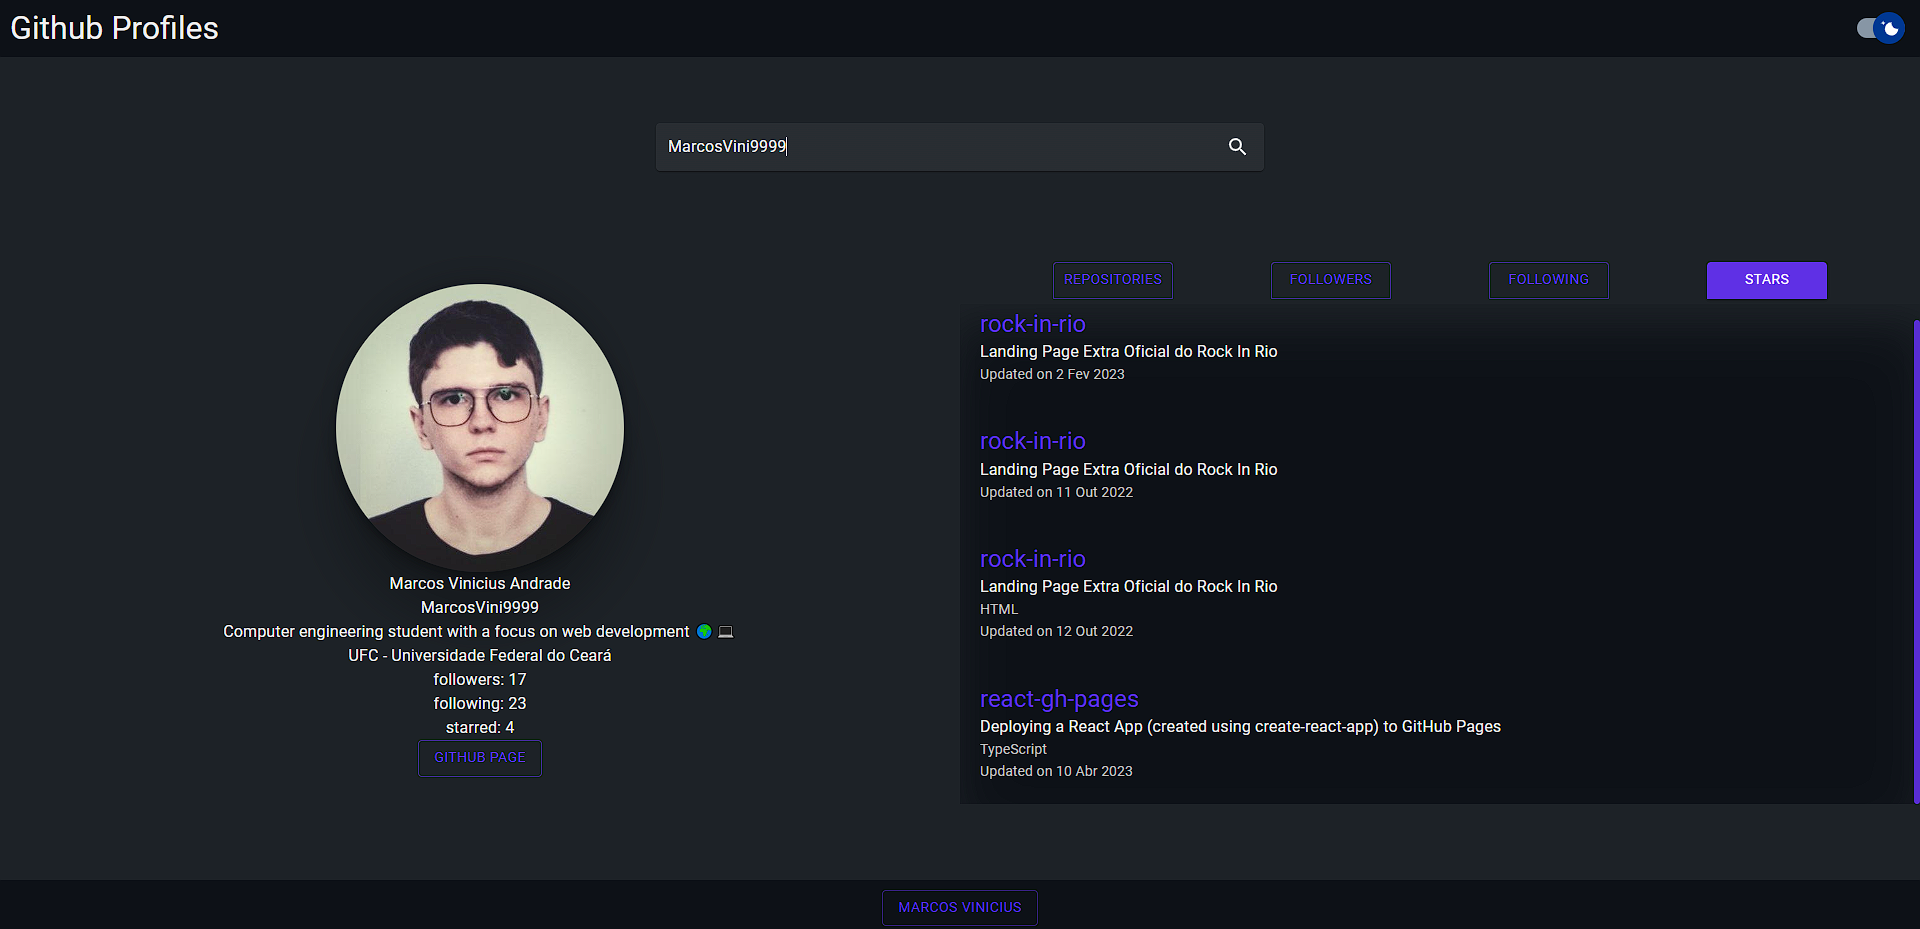 Github Profiles
MarcosVini9999
REPOSITORIES
FOLLOWERS
FOLLOWING
STARS
Marcos Vinicius Andrade
MarcosVini9999
Computer engineering student with a focus on web development 🌍 💻
UFC - Universidade Federal do Ceará
followers: 17
following: 23
starred: 4
GITHUB PAGE
rock-in-rio
Landing Page Extra Oficial do Rock In Rio
Updated on 2 Fev 2023
rock-in-rio
Landing Page Extra Oficial do Rock In Rio
Updated on 11 Out 2022
rock-in-rio
Landing Page Extra Oficial do Rock In Rio
HTML
Updated on 12 Out 2022
react-gh-pages
Deploying a React App (created using create-react-app) to GitHub Pages
TypeScript
Updated on 10 Abr 2023
MARCOS VINICIUS